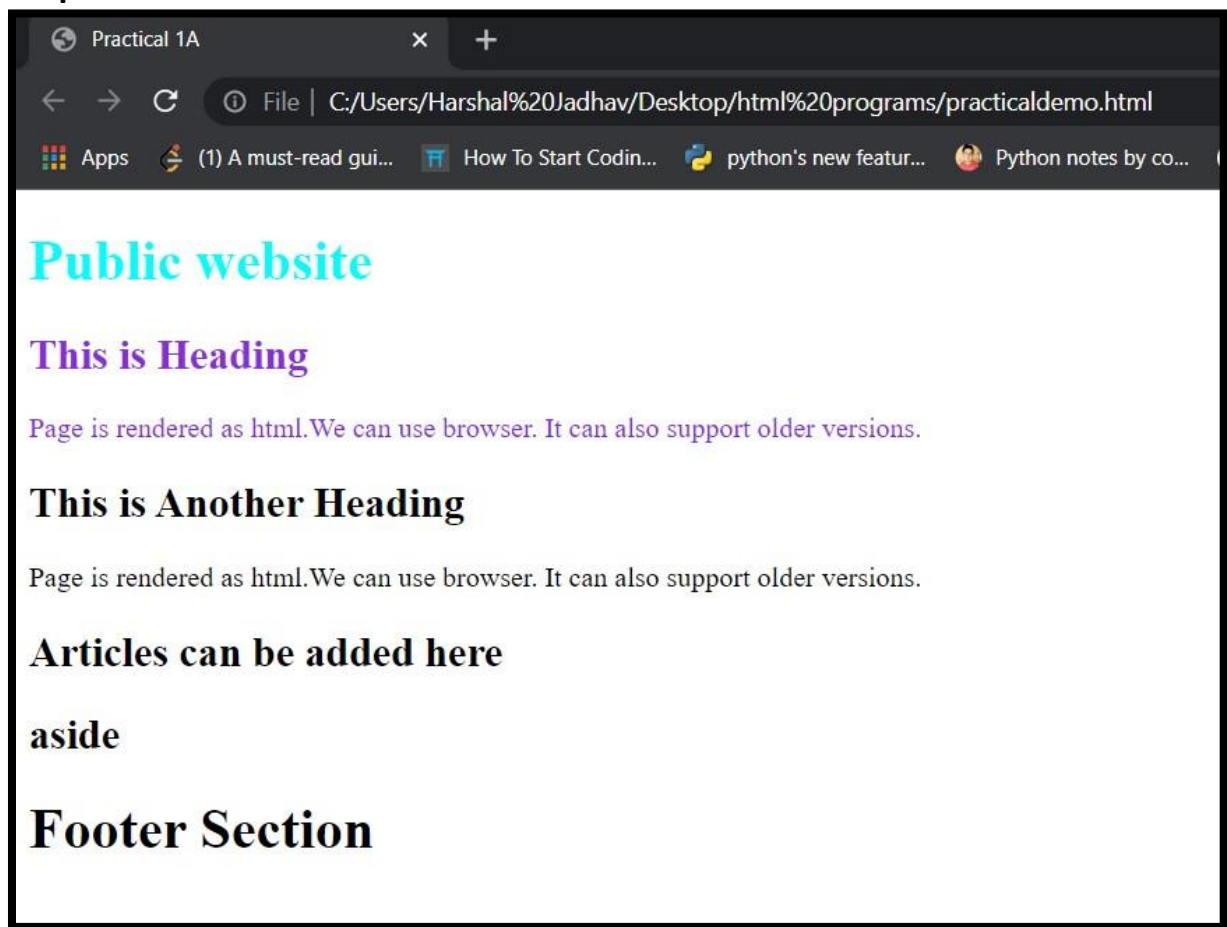 Practical 1A
File | C:/Users/Harshal%20Jadhav/Desktop/html%20programs/practicaldemo.html
Apps (1) A must-read gui... How To Start Codin... python's new featur... Python notes by co...
Public website
This is Heading
Page is rendered as html.We can use browser. It can also support older versions.
This is Another Heading
Page is rendered as html.We can use browser. It can also support older versions.
Articles can be added here
aside
Footer Section